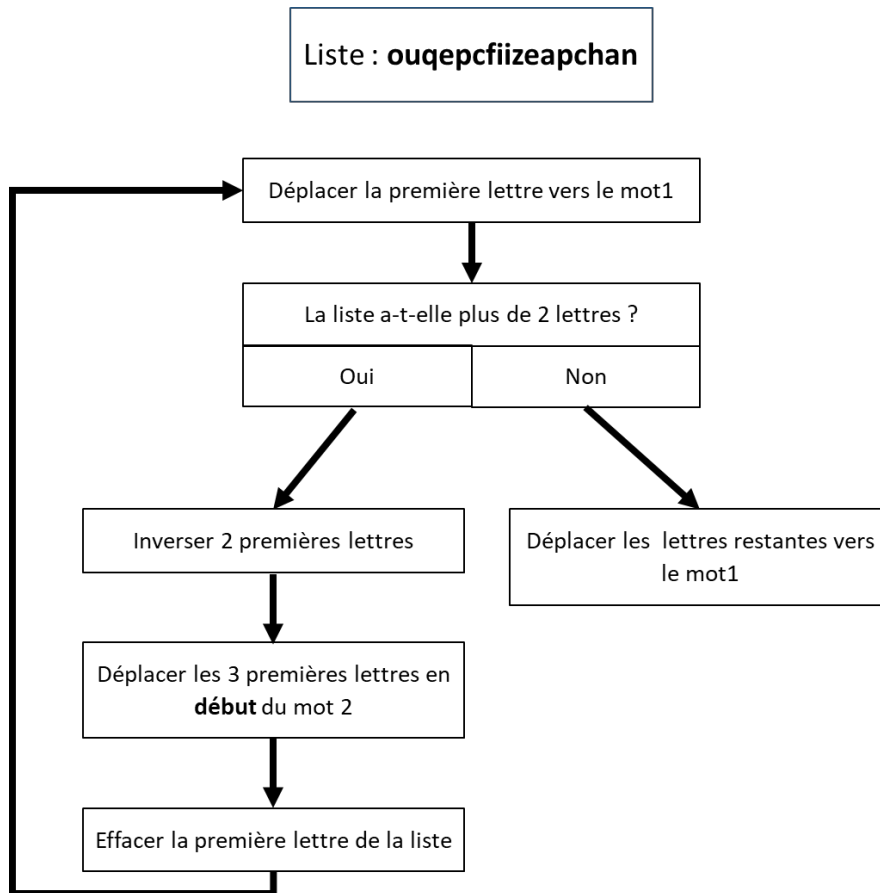 Liste : ouqepcfiizeapchan
Déplacer la première lettre vers le mot1
La liste a-t-elle plus de 2 lettres ?
Oui
Non
Inverser 2 premières lettres
Déplacer les lettres restantes vers
le mot1
Déplacer les 3 premières lettres en
début du mot 2
Effacer la première lettre de la liste